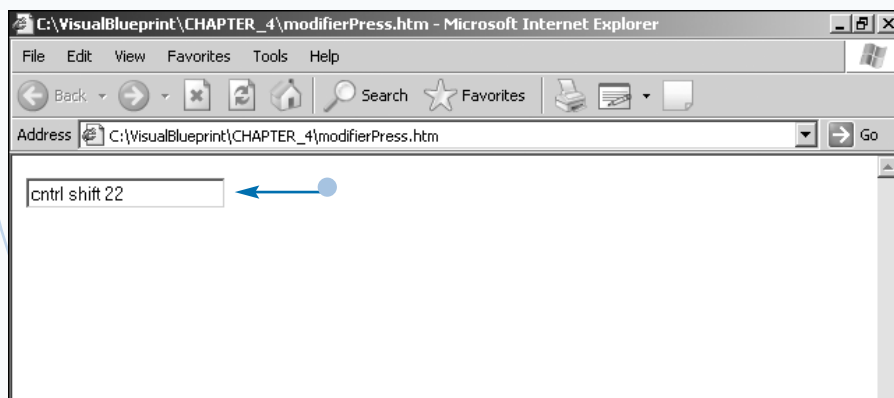 C:\VisualBlueprint\CHAPTER_4\modifierPress.htm - Microsoft Internet Explorer
File Edit View Favorites Tools Help
Back Search Favorites
Address C:\VisualBlueprint\CHAPTER_4\modifierPress.htm Go
cntrl shift 22